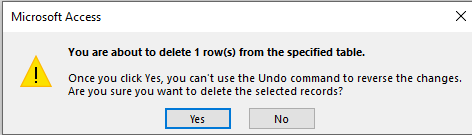 Microsoft Access
You are about to delete 1 row(s) from the specified table.
Once you click Yes, you can't use the Undo command to reverse the changes.
Are you sure you want to delete the selected records?
Yes No